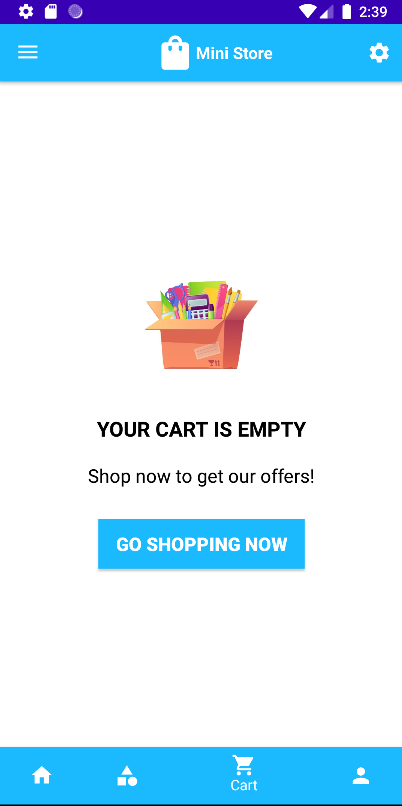 2:39
Mini Store
YOUR CART IS EMPTY
Shop now to get our offers!
GO SHOPPING NOW
Cart